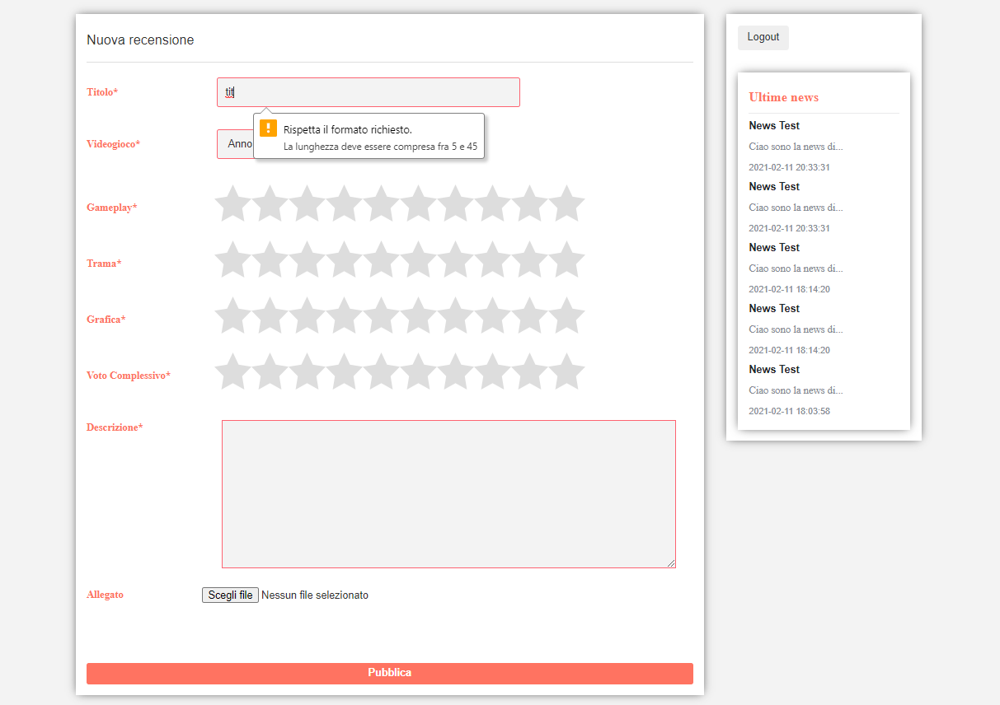 Nuova recensione
Titolo*
tit
Rispetta il formato richiesto.
La lunghezza deve essere compresa fra 5 e 45
Videogioco*
Anno
Gameplay*
Trama*
Grafica*
Voto Complessivo*
Descrizione*
Allegato
Scegli file Nessun file selezionato
Pubblica
Logout
Ultime news
News Test
Ciao sono la news di...
2021-02-11 20:33:31
News Test
Ciao sono la news di...
2021-02-11 20:33:31
News Test
Ciao sono la news di...
2021-02-11 18:14:20
News Test
Ciao sono la news di...
2021-02-11 18:14:20
News Test
Ciao sono la news di...
2021-02-11 18:03:58